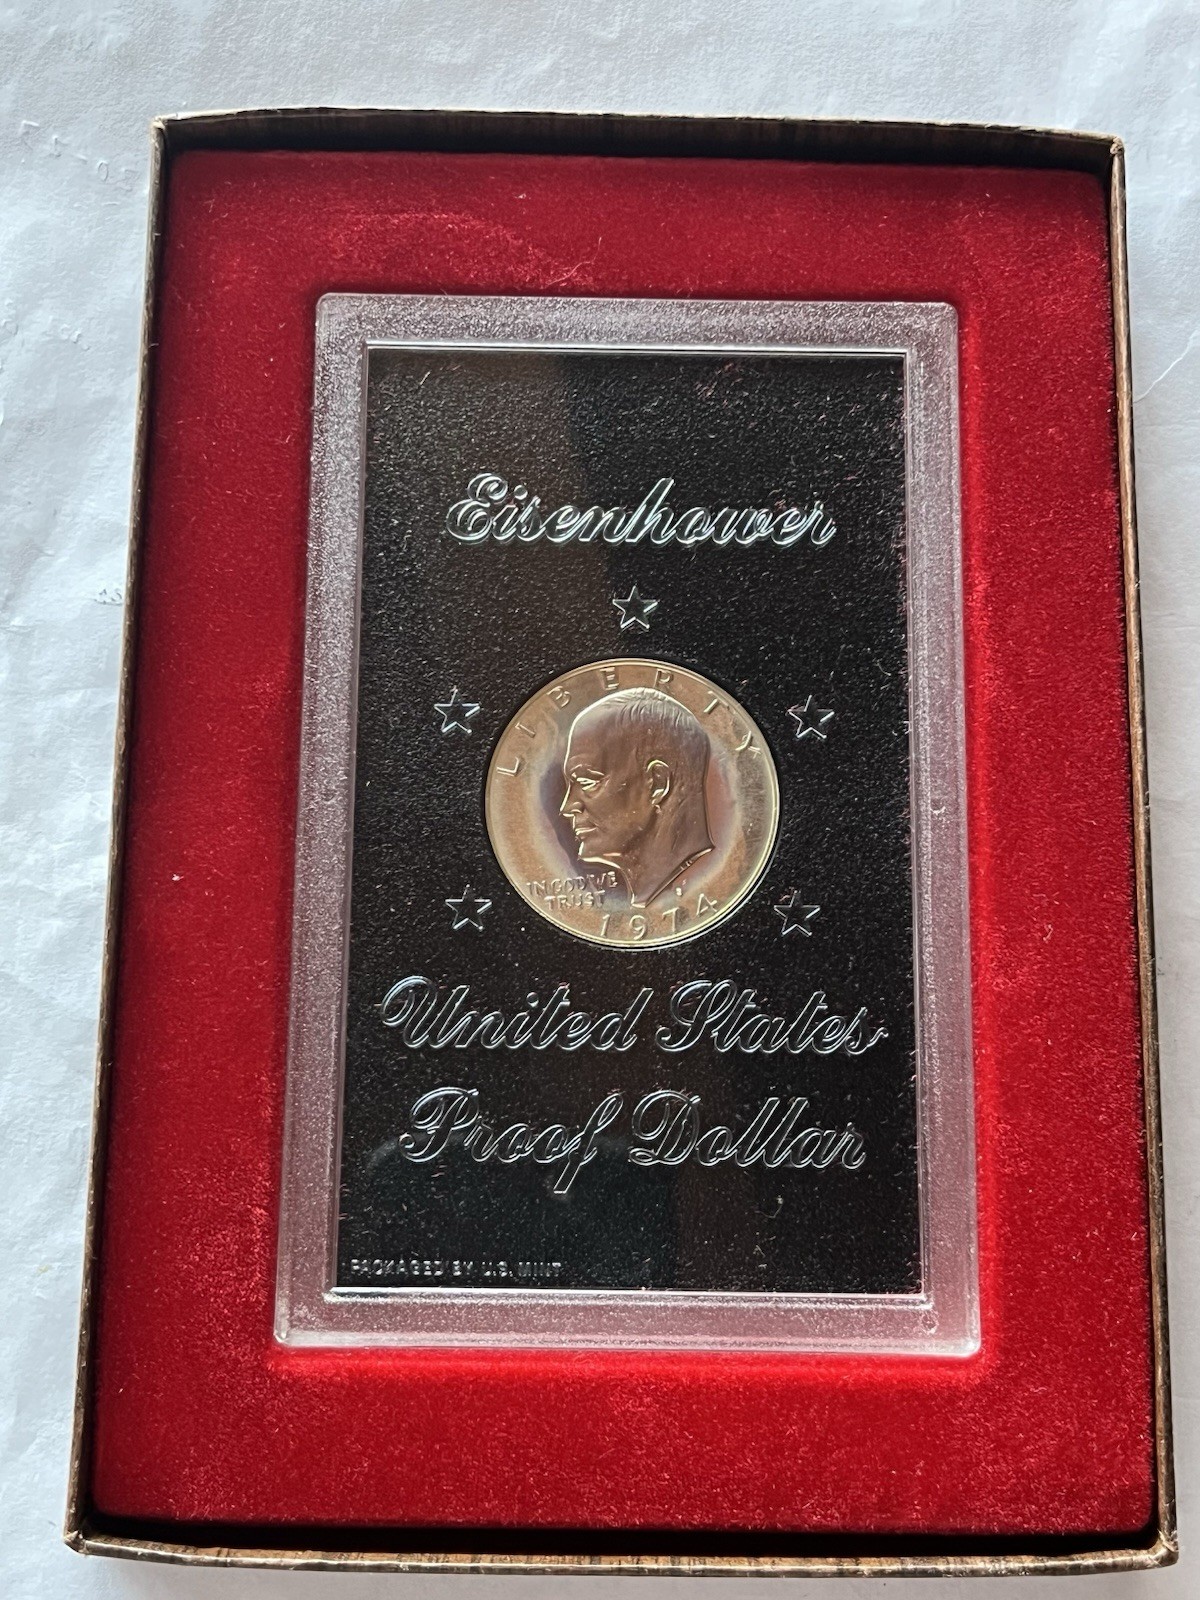 Eisenhower
LIBERTY
IN GOD WE
TRUST
1974
United States
Proof Dollar
PACKAGED BY U.S. MINT